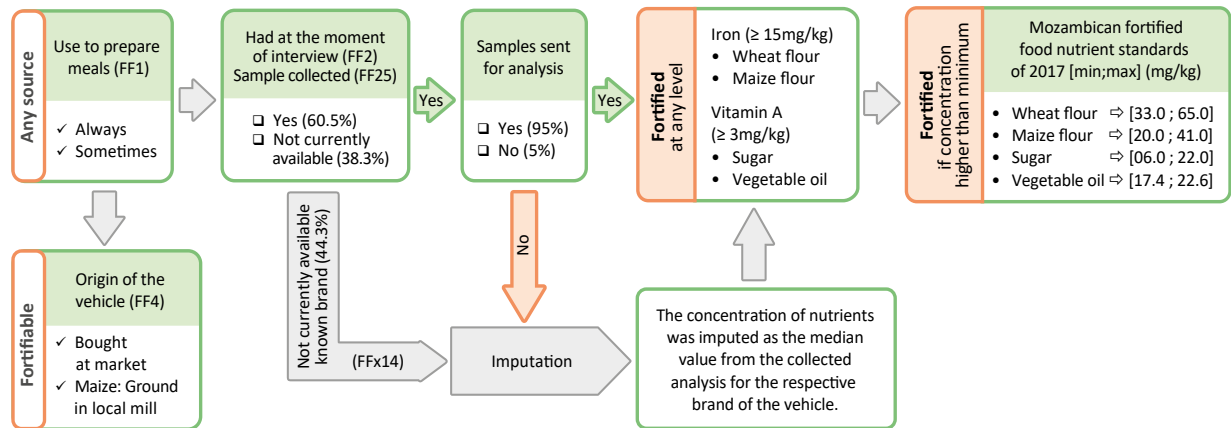 Any source
Use to prepare
meals (FF1)
✓ Always
✓ Sometimes
Had at the moment
of interview (FF2)
Sample collected (FF25)
❑ Yes (60.5%)
❑ Not currently
available (38.3%)
Yes
Samples sent
for analysis
❑ Yes (95%)
❑ No (5%)
Yes
Fortified
at any level
Iron (≥ 15mg/kg)
• Wheat flour
• Maize flour
Vitamin A
(≥ 3mg/kg)
• Sugar
• Vegetable oil
Fortified
if concentration
higher than minimum
Mozambican fortified
food nutrient standards
of 2017 [min;max] (mg/kg)
• Wheat flour ⇨ [33.0 ; 65.0]
• Maize flour ⇨ [20.0 ; 41.0]
• Sugar ⇨ [06.0 ; 22.0]
• Vegetable oil ⇨ [17.4 ; 22.6]
Fortifiable
Origin of the
vehicle (FF4)
✓ Bought
at market
✓ Maize: Ground
in local mill
Not currently available
known brand (44.3%)
(FFx14)
No
Imputation
The concentration of nutrients
was imputed as the median
value from the collected
analysis for the respective
brand of the vehicle.